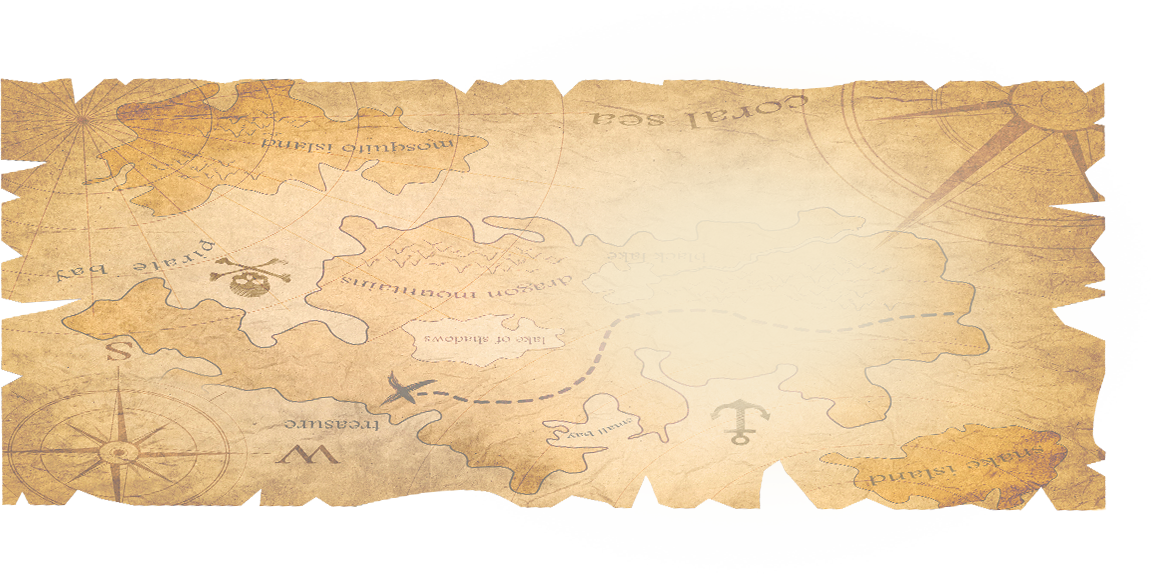 coral sea
mosquito island
pirate bay
black lake
dragon mountains
lake of shadows
S
treasure
small bay
W
snake island